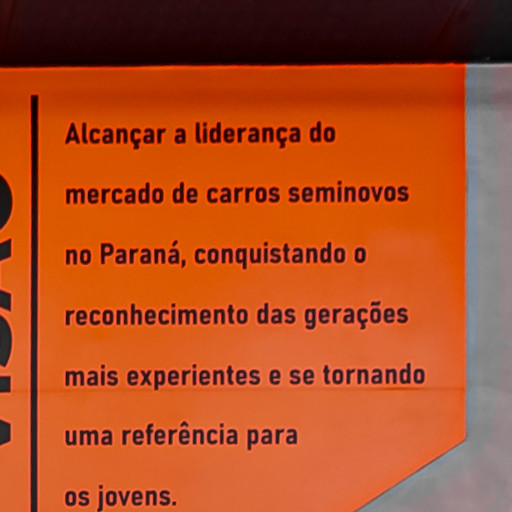 VISÃO
Alcançar a liderança do
mercado de carros seminovos
no Paraná, conquistando o
reconhecimento das gerações
mais experientes e se tornando
uma referência para
os jovens.